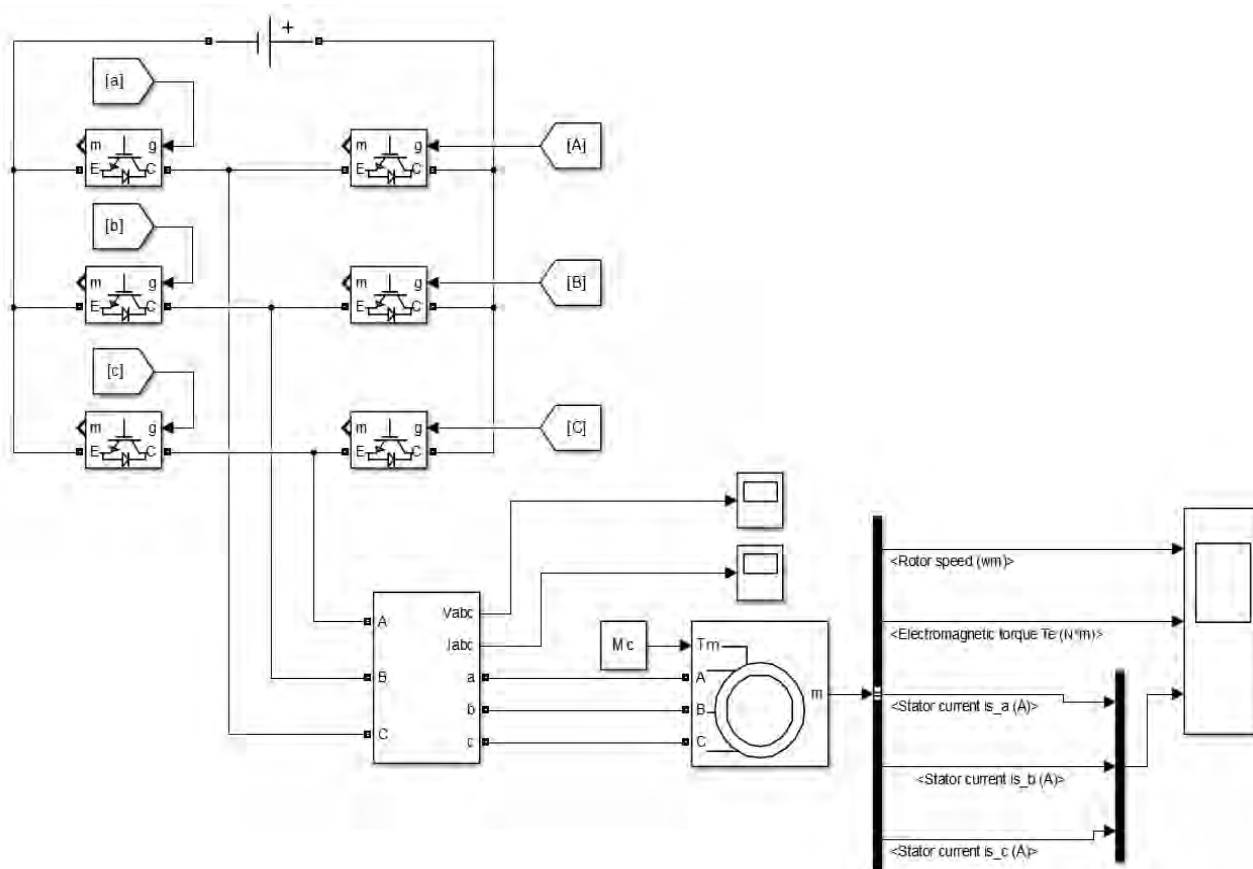 +
[a]
m g
E C
m g
E C
[A]
[b]
m g
E C
m g
E C
[B]
[c]
m g
E C
m g
E C
[C]
A
B
C
Vabc
Iabc
a
b
c
Mc
Tm
A
B
C
m
<Rotor speed (wm)>
<Electromagnetic torque Te (N*m)>
<Stator current is_a (A)>
<Stator current is_b (A)>
<Stator current is_c (A)>